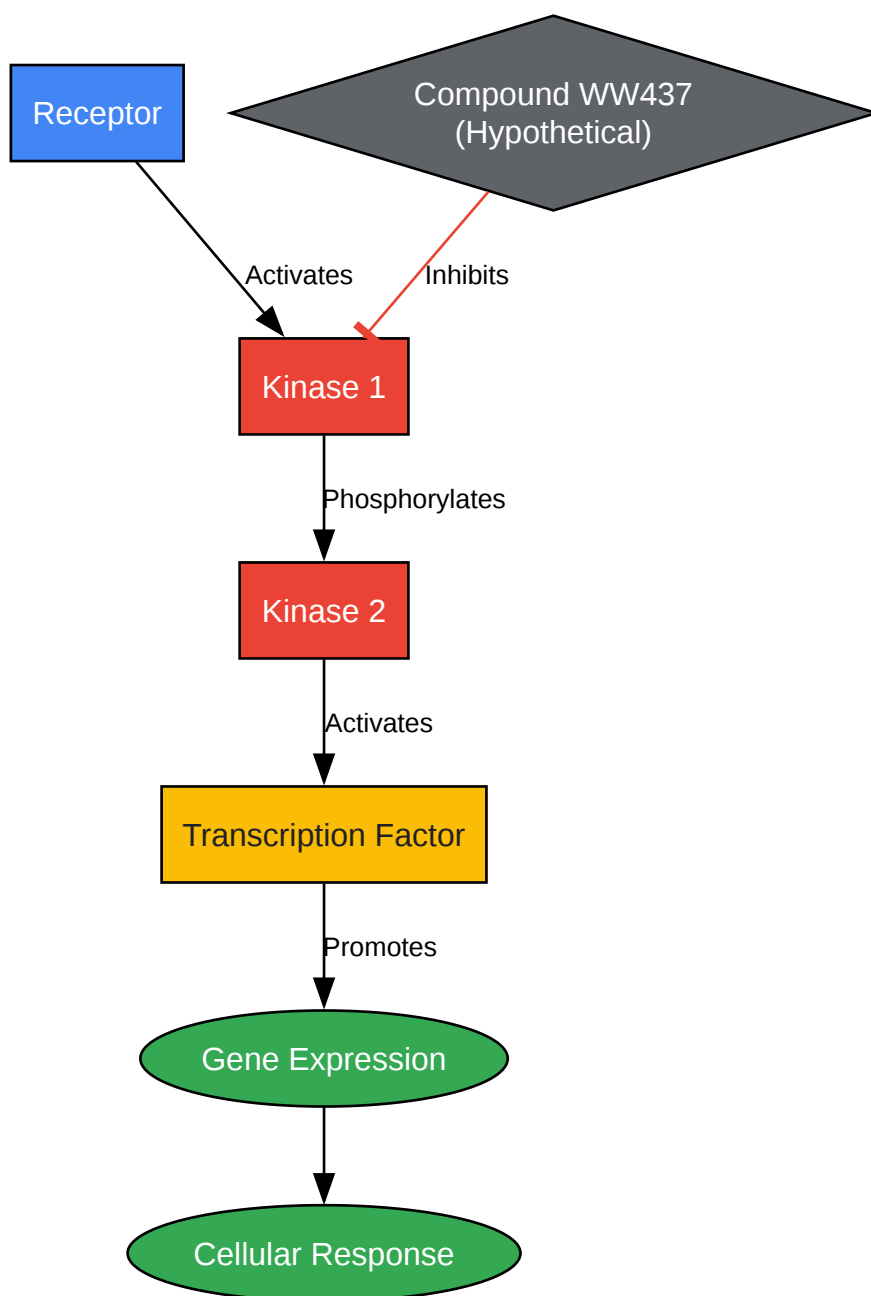 Receptor
Compound WW437
(Hypothetical)
Activates
Inhibits
Kinase 1
Phosphorylates
Kinase 2
Activates
Transcription Factor
Promotes
Gene Expression
Cellular Response